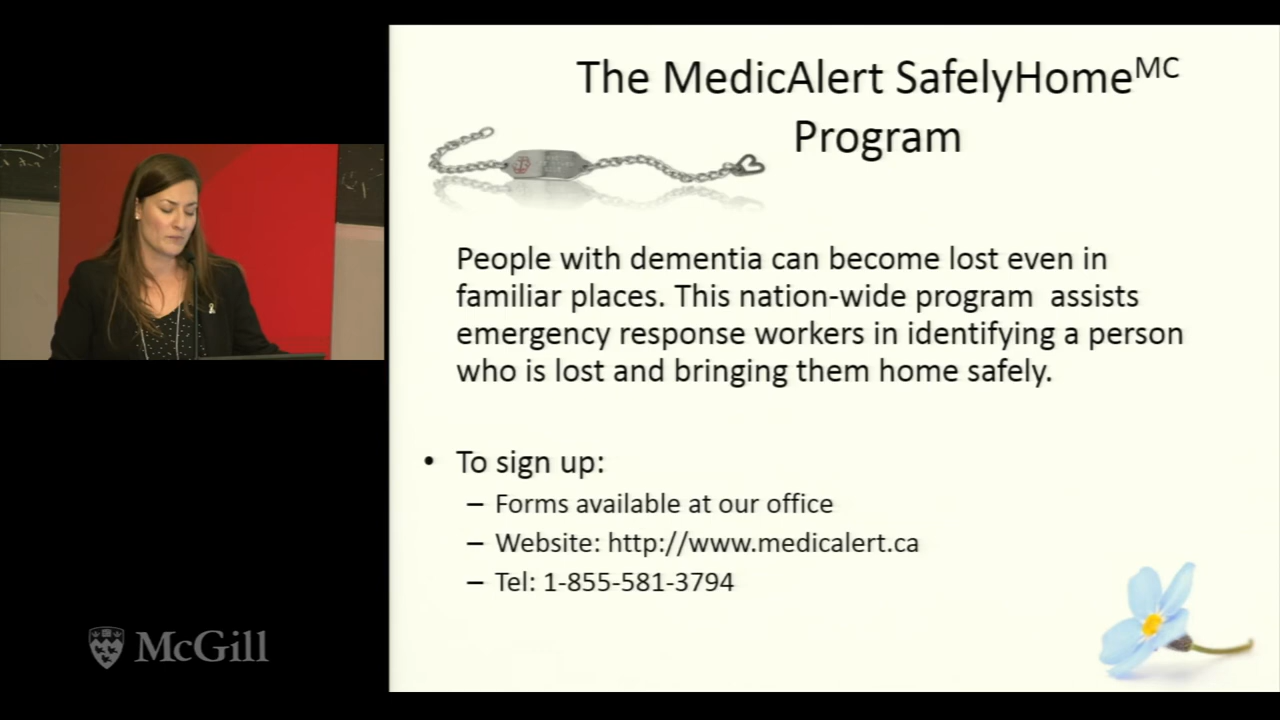 The MedicAlert SafelyHomeMC
Program
People with dementia can become lost even in
familiar places. This nation-wide program assists
emergency response workers in identifying a person
who is lost and bringing them home safely.
• To sign up:
– Forms available at our office
– Website: http://www.medicalert.ca
– Tel: 1-855-581-3794
McGill